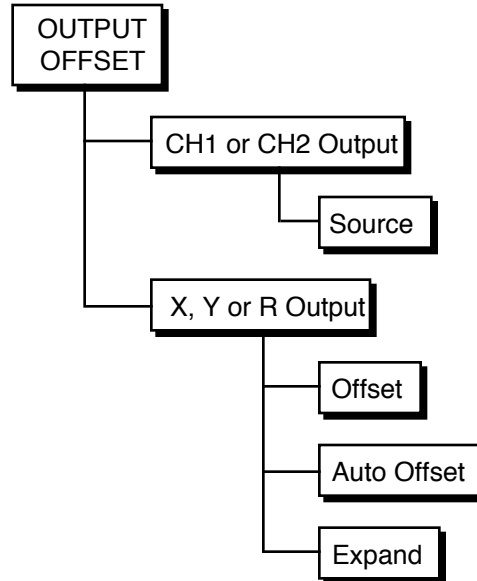 OUTPUT
OFFSET
CH1 or CH2 Output
Source
X, Y or R Output
Offset
Auto Offset
Expand